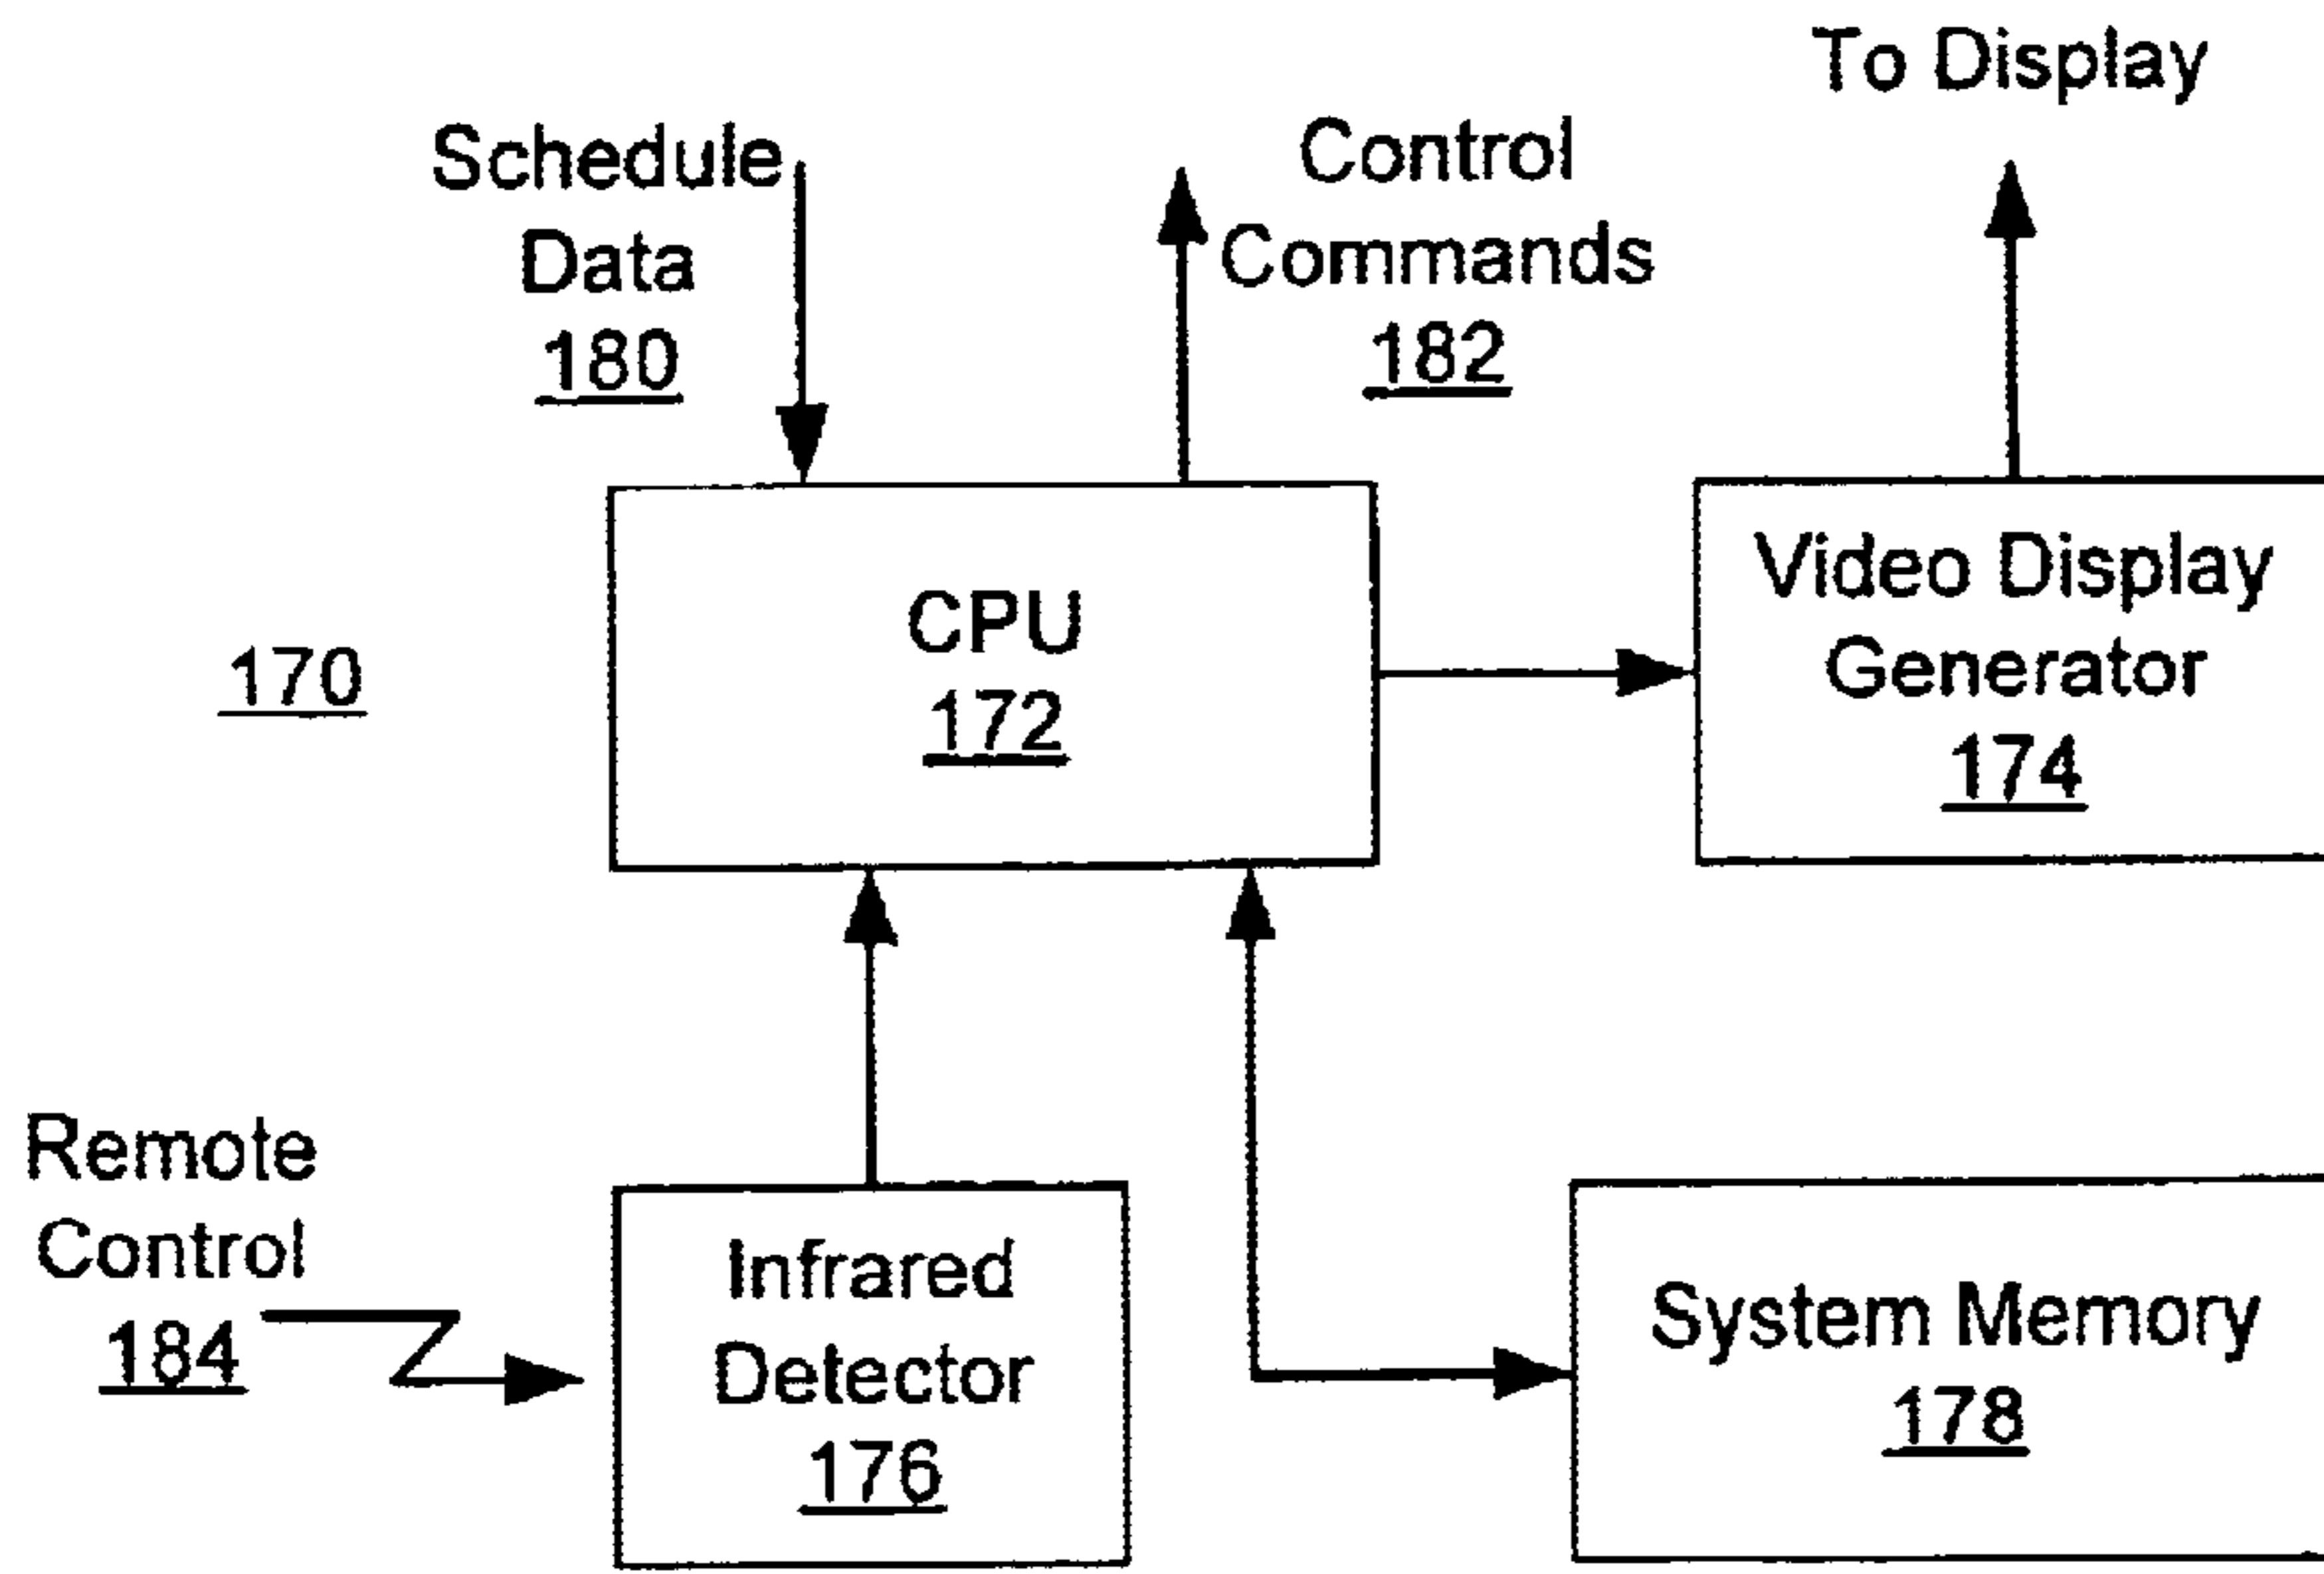 To Display
Schedule
Data
180
Control
Commands
182
CPU
172
Video Display
Generator
174
170
Remote
Control
184
Infrared
Detector
176
System Memory
178